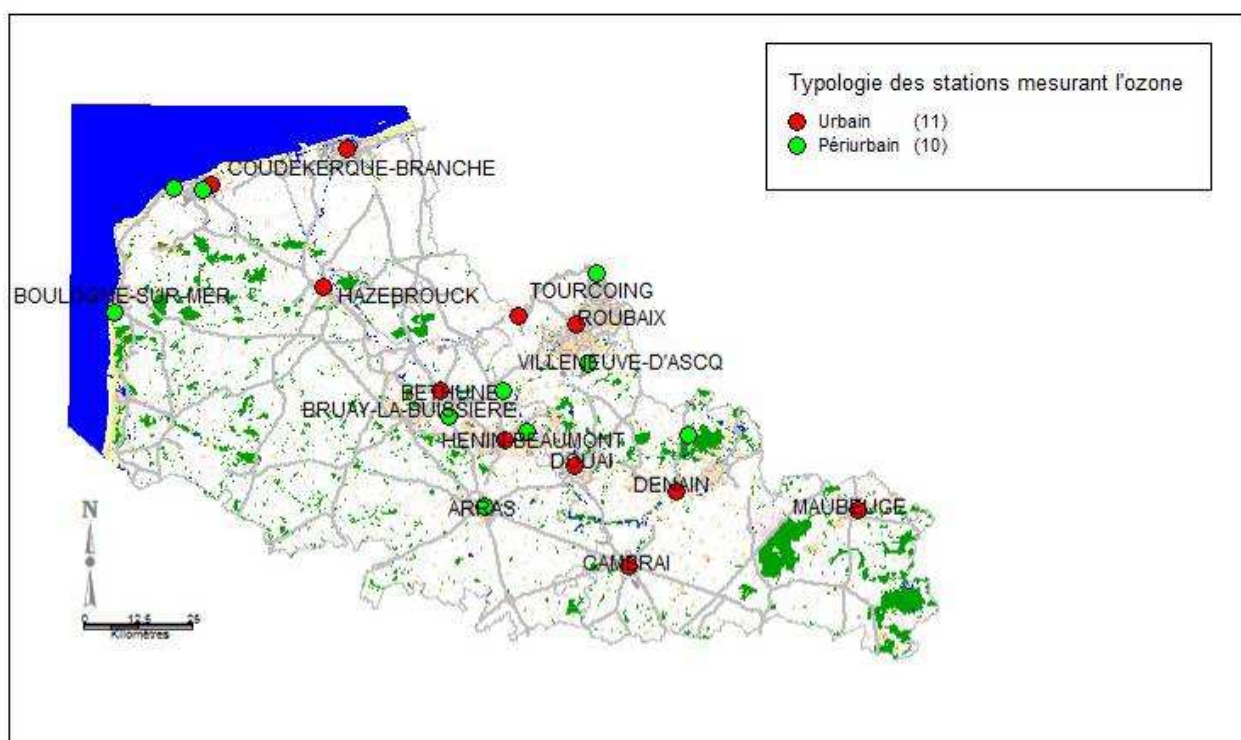 Typologie des stations mesurant l'ozone
Urbain (11)
Périurbain (10)
COUDEKERQUE-BRANCHE
BOULOGNE-SUR-MER
HAZEBROUCK
TOURCOING
ROUBAIX
VILLENEUVE-D'ASCQ
BETHUNE
BRUAY-LA-BUISSIERE
HENIN-BEAUMONT
DOUAI
DENAIN
ARRAS
MAUBEUGE
CAMBRAI
N
0 12,5 25
Kilomètres